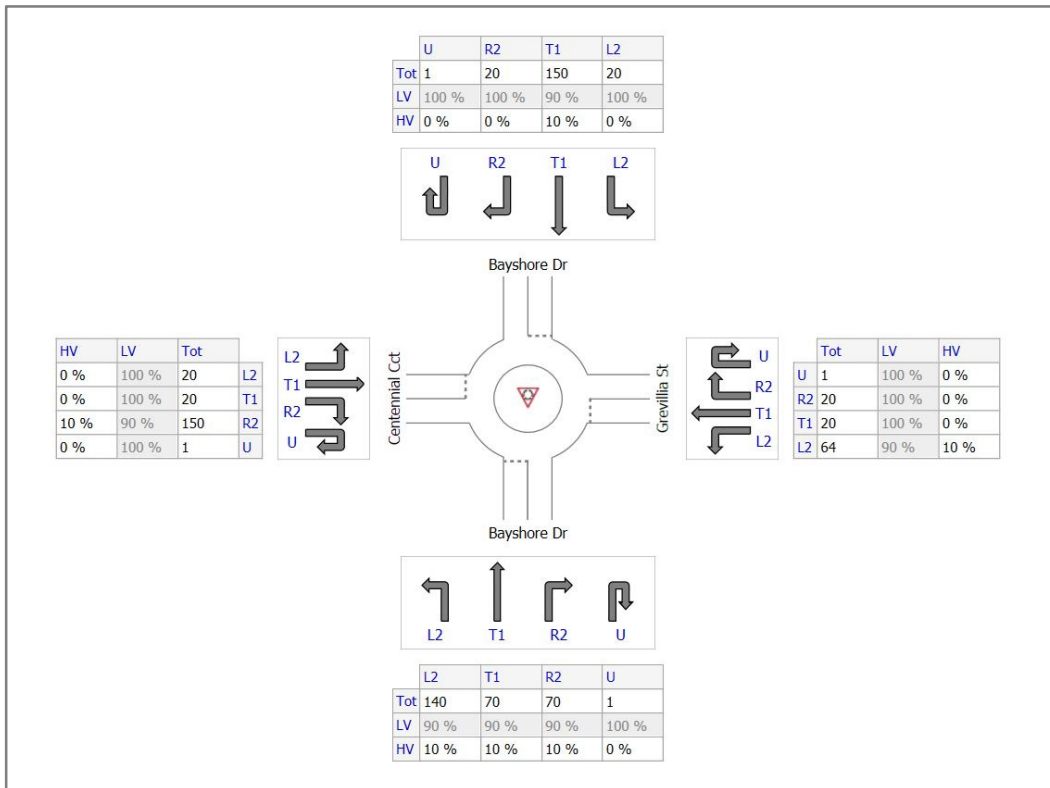 U R2 T1 L2
Tot 1 20 150 20
LV 100 % 100 % 90 % 100 %
HV 0 % 0 % 10 % 0 %
U R2 T1 L2
Bayshore Dr
HV LV Tot
0 % 100 % 20 L2
0 % 100 % 20 T1
10 % 90 % 150 R2
0 % 100 % 1 U
L2
T1
R2
U
Centennial Cct
Grevillia St
U
R2
T1
L2
Tot LV HV
U 1 100 % 0 %
R2 20 100 % 0 %
T1 20 100 % 0 %
L2 64 90 % 10 %
Bayshore Dr
L2 T1 R2 U
L2 T1 R2 U
Tot 140 70 70 1
LV 90 % 90 % 90 % 100 %
HV 10 % 10 % 10 % 0 %